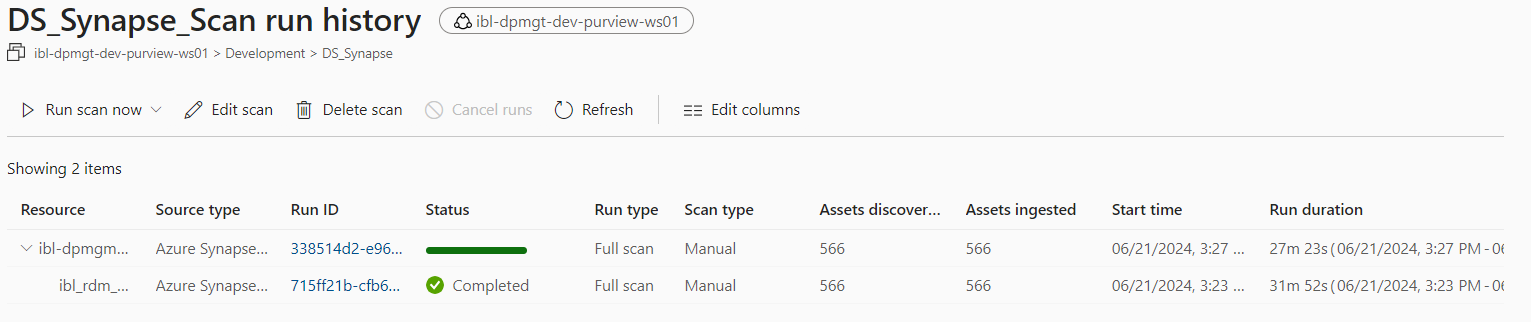 DS_Synapse_Scan run history ibl-dpmgt-dev-purview-ws01
ibl-dpmgt-dev-purview-ws01 > Development > DS_Synapse
Run scan now Edit scan Delete scan Cancel runs Refresh Edit columns
Showing 2 items
Resource Source type Run ID Status Run type Scan type Assets discover... Assets ingested Start time Run duration
ibl-dpmgm... Azure Synapse... 338514d2-e96... Full scan Manual 566 566 06/21/2024, 3:27 ... 27m 23s ( 06/21/2024, 3:27 PM - 06
ibl_rdm_... Azure Synapse... 715ff21b-cfb6... Completed Full scan Manual 566 566 06/21/2024, 3:23 ... 31m 52s ( 06/21/2024, 3:23 PM - 06